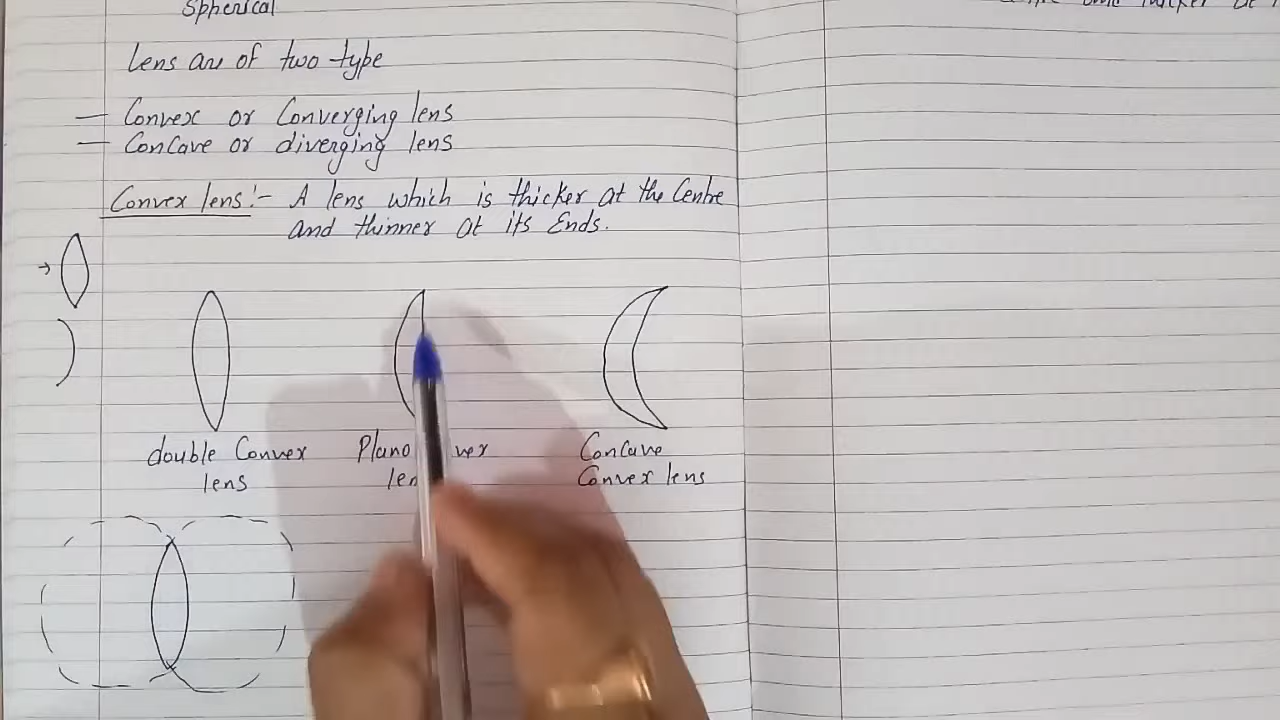 Spherical
Lens are of two type
— Convex or Converging lens
— Concave or diverging lens
Convex lens:- A lens which is thicker at the Centre
and thinner at its Ends.
double Convex
lens
Plano
Concave
Convex lens